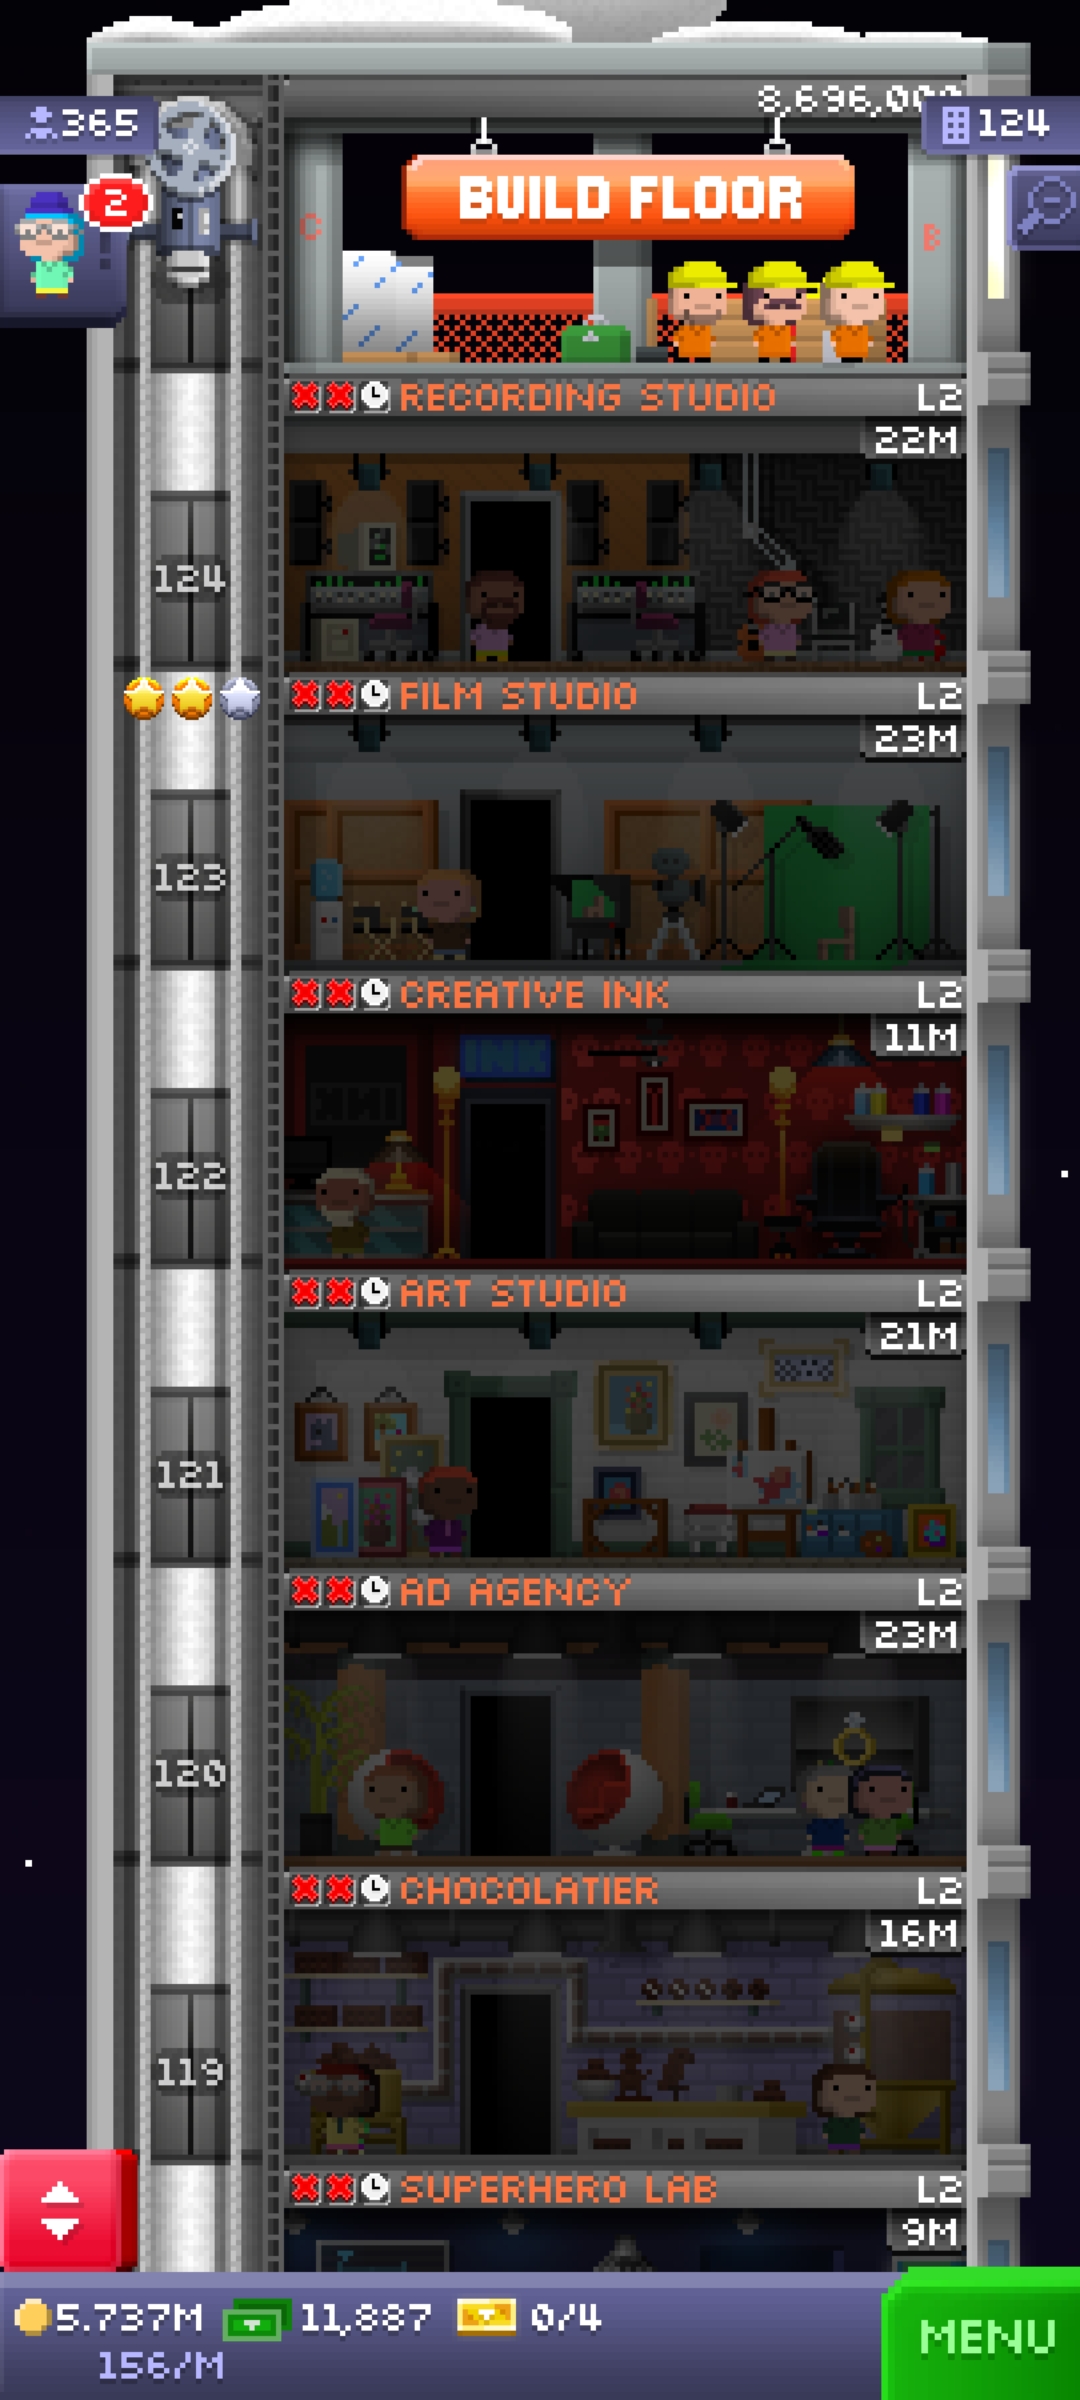 8,696,000
365
124
2
BUILD FLOOR
C
B
RECORDING STUDIO L2
22M
124
FILM STUDIO L2
23M
123
CREATIVE INK L2
11M
INK
122
ART STUDIO L2
21M
121
AD AGENCY L2
23M
120
CHOCOLATIER L2
16M
119
SUPERHERO LAB L2
9M
5.737M 11,887 0/4
156/M
MENU